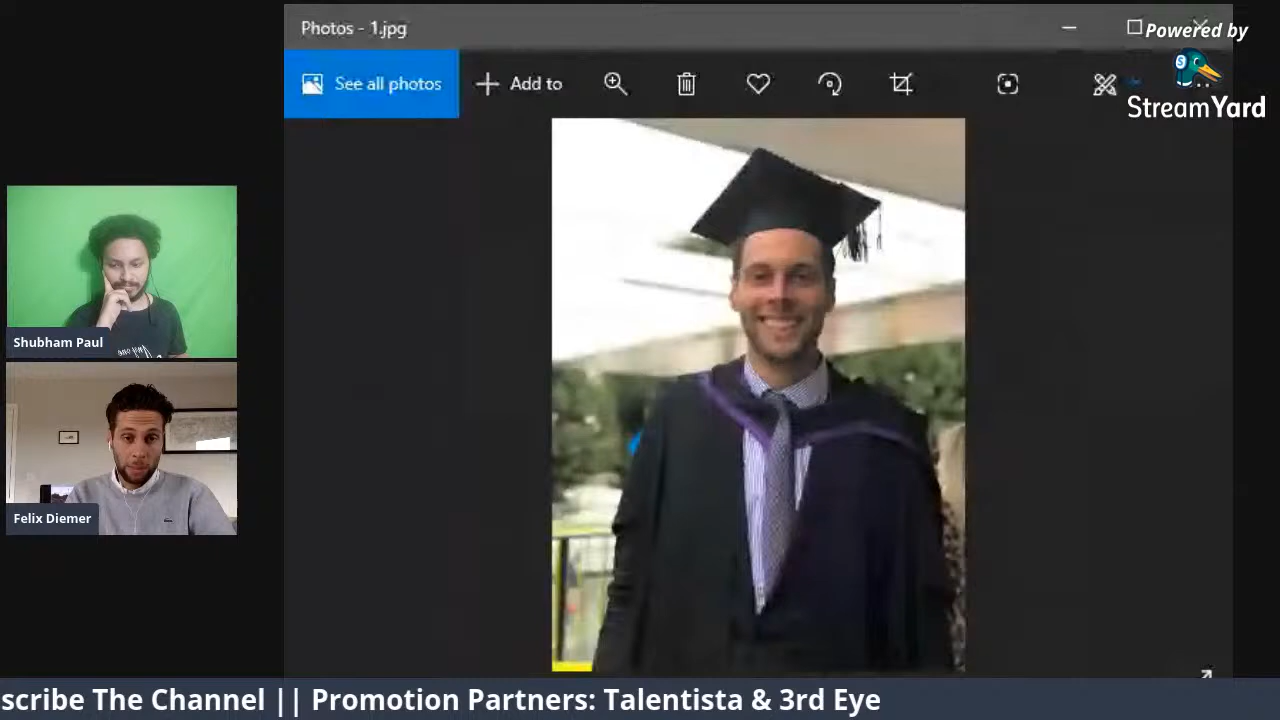 Photos - 1.jpg
Powered by
See all photos
Add to
StreamYard
Shubham Paul
Felix Diemer
scribe The Channel || Promotion Partners: Talentista & 3rd Eye